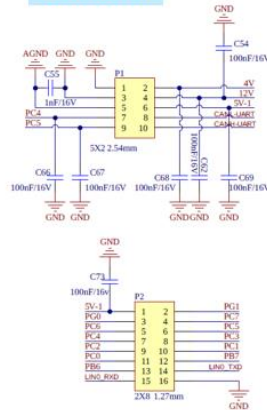 GND
C54
AGND GND GND
100nF/16V
C55
P1
4V
12V
5V-1
1nF/16V
CANL-UART
CANH-UART
PC4
PC5
1 2
3 4
5 6
7 8
9 10
5X2 2.54mm
C66
100nF/16V
C67
100nF/16V
C68
100nF/16V
C62
100nF/16V
C69
100nF/16V
GND GND GND GND GND
GND
C73
100nF/16v
P2
5V-1 1 2 PG1
PG0 3 4 PC7
PC6 5 6 PC5
PC4 7 8 PC3
PC2 9 10 PC1
PC0 11 12 PB7
PB6 13 14 LIN0_TXD
LIN0_RXD 15 16
2X8 1.27mm
GND